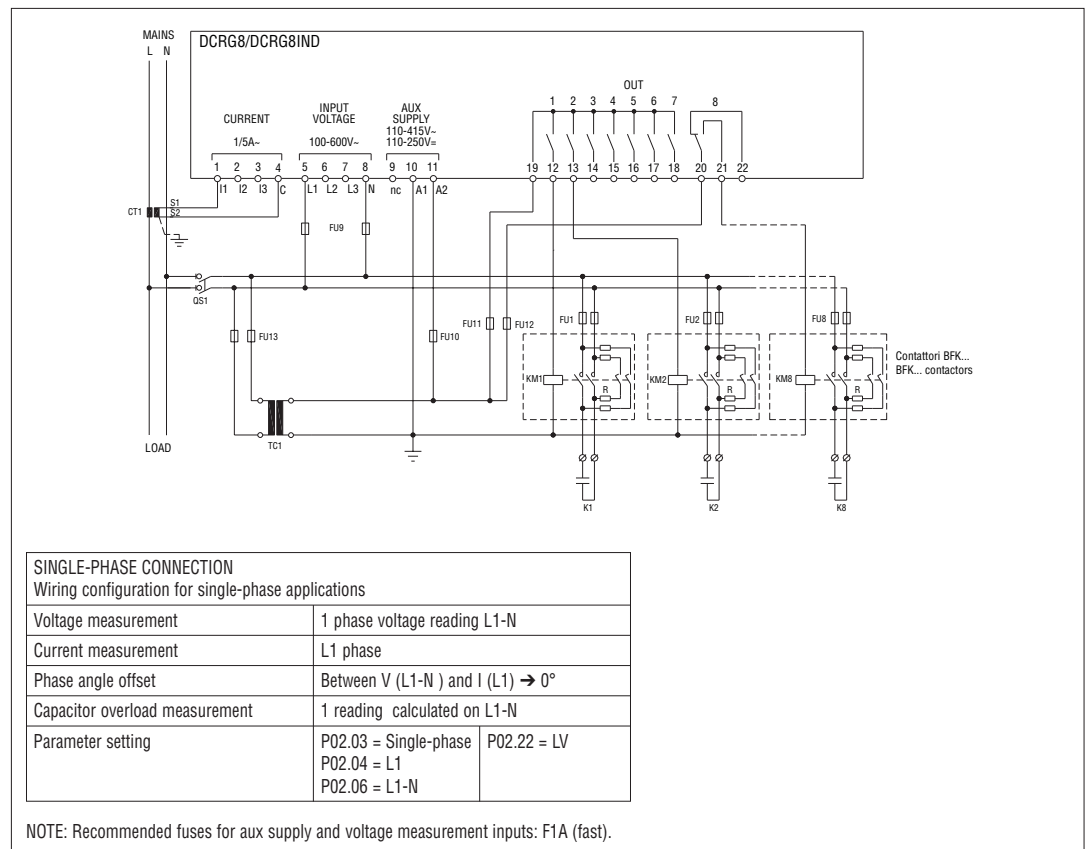 MAINS
L N
DCRG8/DCRG8IND
OUT
1 2 3 4 5 6 7 8
CURRENT
1/5A~
INPUT
VOLTAGE
100-600V~
AUX
SUPPLY
110-415V~
110-250V=
1 2 3 4 5 6 7 8 9 10 11
I1 I2 I3 C L1 L2 L3 N nc A1 A2
19 12 13 14 15 16 17 18 20 21 22
CT1 S1
S2
FU9
QS1
FU13 FU10 FU11 FU12 FU1 FU2 FU8
KM1 R KM2 R KM8 R
Contattori BFK...
BFK... contactors
TC1
LOAD
K1 K2 K8
SINGLE-PHASE CONNECTION
Wiring configuration for single-phase applications
Voltage measurement 1 phase voltage reading L1-N
Current measurement L1 phase
Phase angle offset Between V (L1-N ) and I (L1) ➔ 0°
Capacitor overload measurement 1 reading calculated on L1-N
Parameter setting P02.03 = Single-phase P02.22 = LV
P02.04 = L1
P02.06 = L1-N
NOTE: Recommended fuses for aux supply and voltage measurement inputs: F1A (fast).